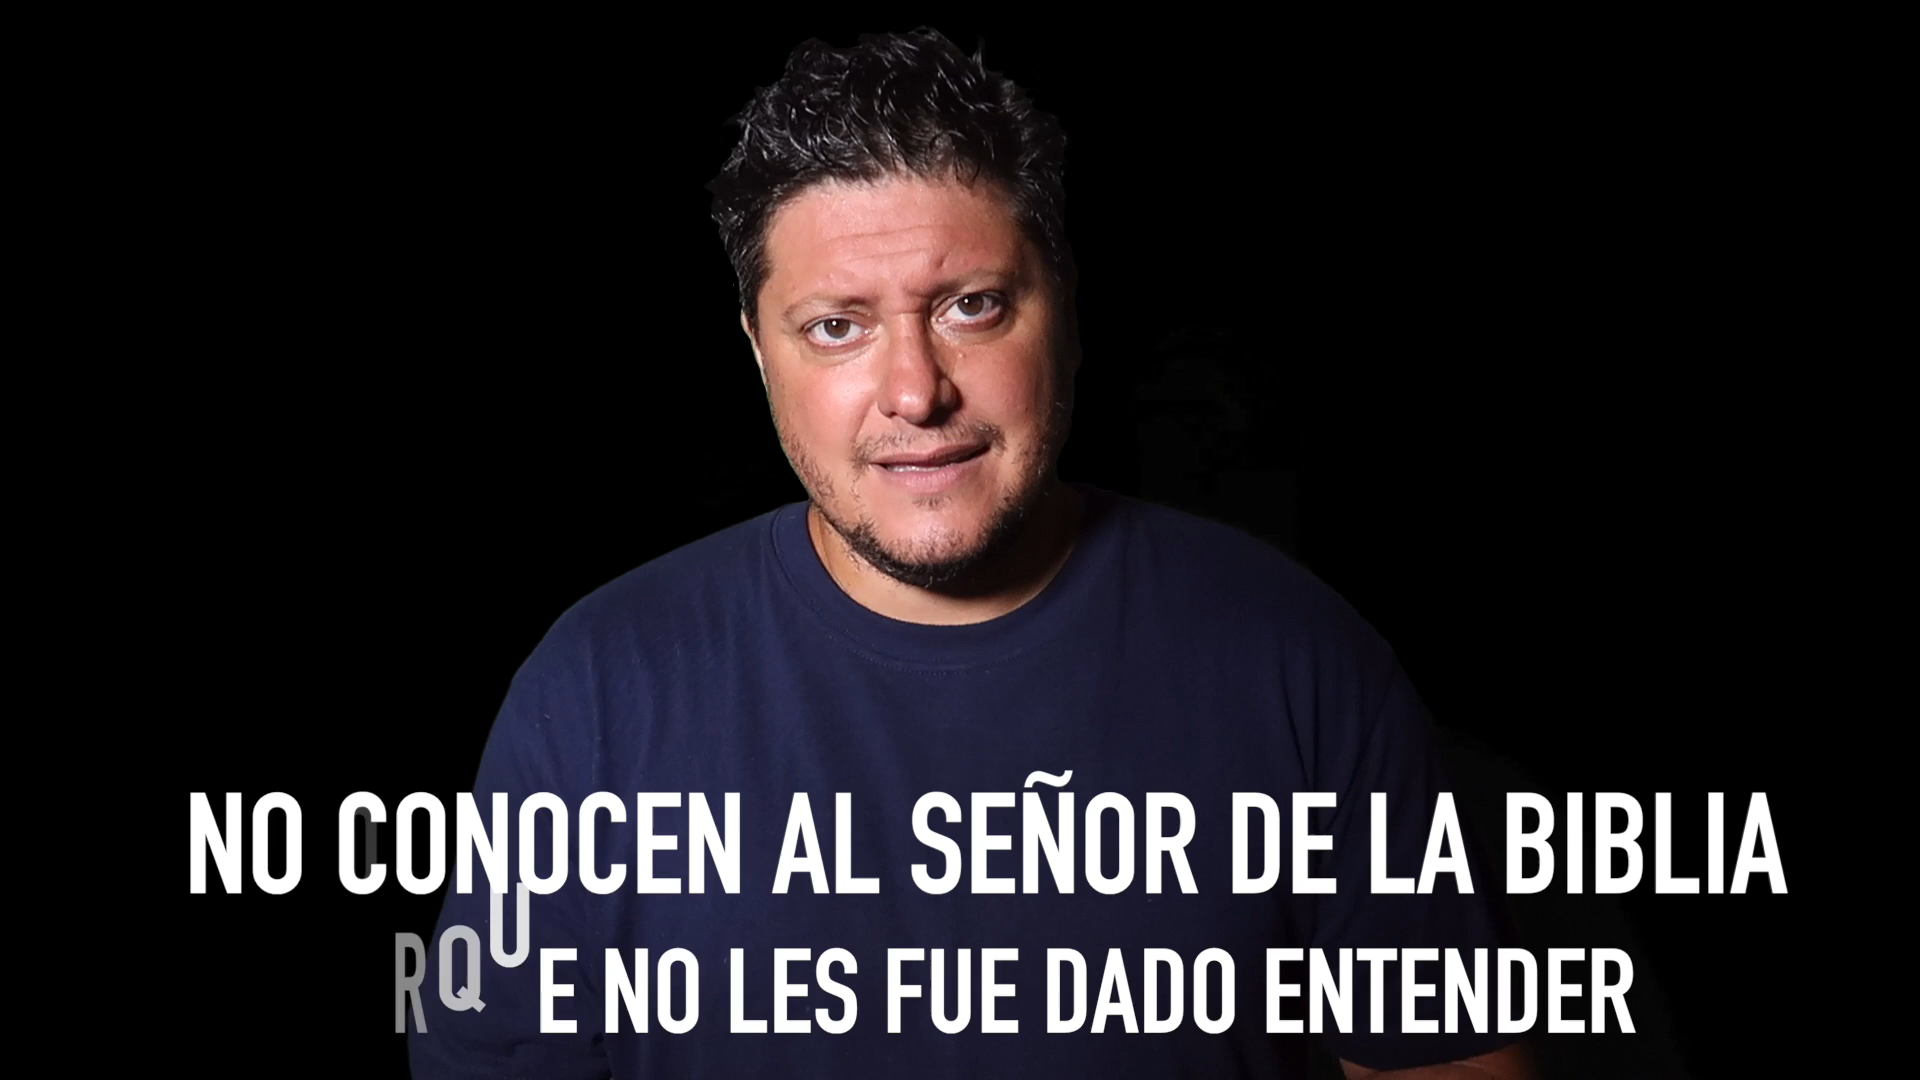 NO CONOCEN AL SEÑOR DE LA BIBLIA
RQUE NO LES FUE DADO ENTENDER